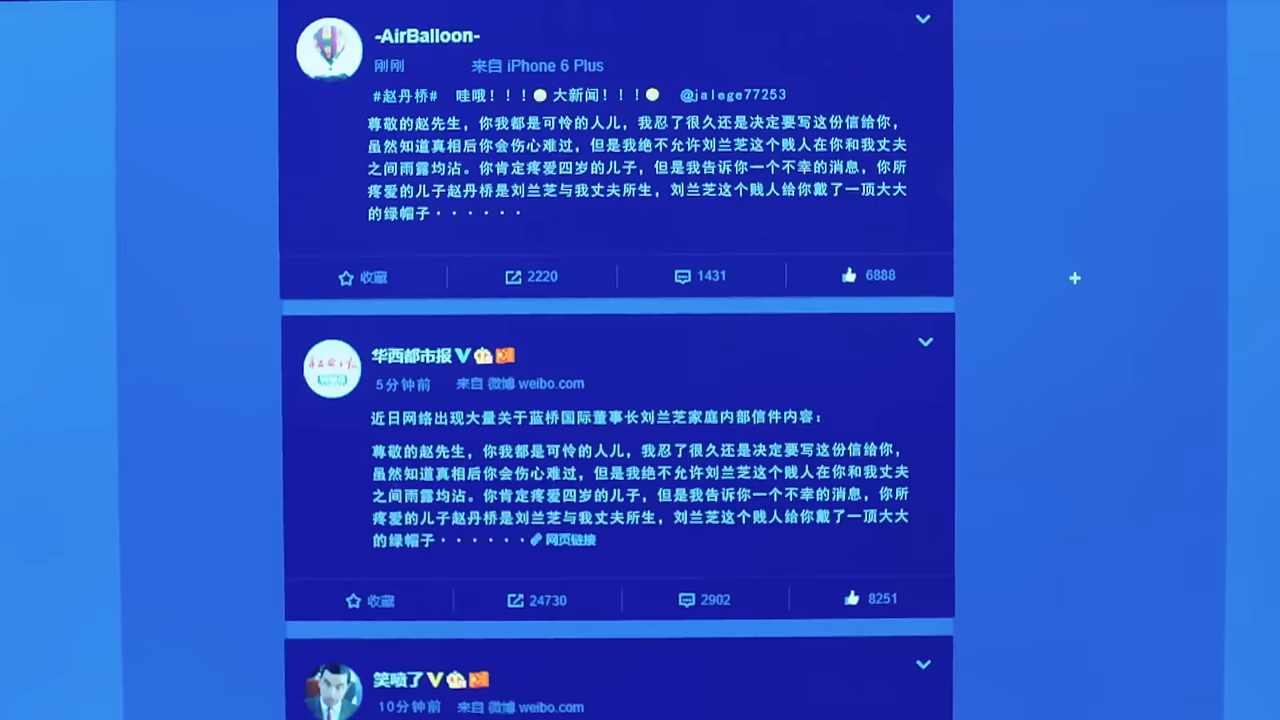 -AirBalloon-
刚刚 来自 iPhone 6 Plus
#赵丹桥# 哇哦！！！ 大新闻！！！ @jalege77253
尊敬的赵先生，你我都是可怜的人儿，我忍了很久还是决定要写这份信给你，
虽然知道真相后你会伤心难过，但是我绝不允许刘兰芝这个贱人在你和我丈夫
之间雨露均沾。你肯定疼爱四岁的儿子，但是我告诉你一个不幸的消息，你所
疼爱的儿子赵丹桥是刘兰芝与我丈夫所生，刘兰芝这个贱人给你戴了一顶大大
的绿帽子······
收藏 2220 1431 6888
华西都市报
5分钟前 来自 微博 weibo.com
近日网络出现大量关于蓝桥国际董事长刘兰芝家庭内部信件内容：
尊敬的赵先生，你我都是可怜的人儿，我忍了很久还是决定要写这份信给你，
虽然知道真相后你会伤心难过，但是我绝不允许刘兰芝这个贱人在你和我丈夫
之间雨露均沾。你肯定疼爱四岁的儿子，但是我告诉你一个不幸的消息，你所
疼爱的儿子赵丹桥是刘兰芝与我丈夫所生，刘兰芝这个贱人给你戴了一顶大大
的绿帽子······网页链接
收藏 24730 2902 8251
笑喷了
10分钟前 来自 微博 weibo.com